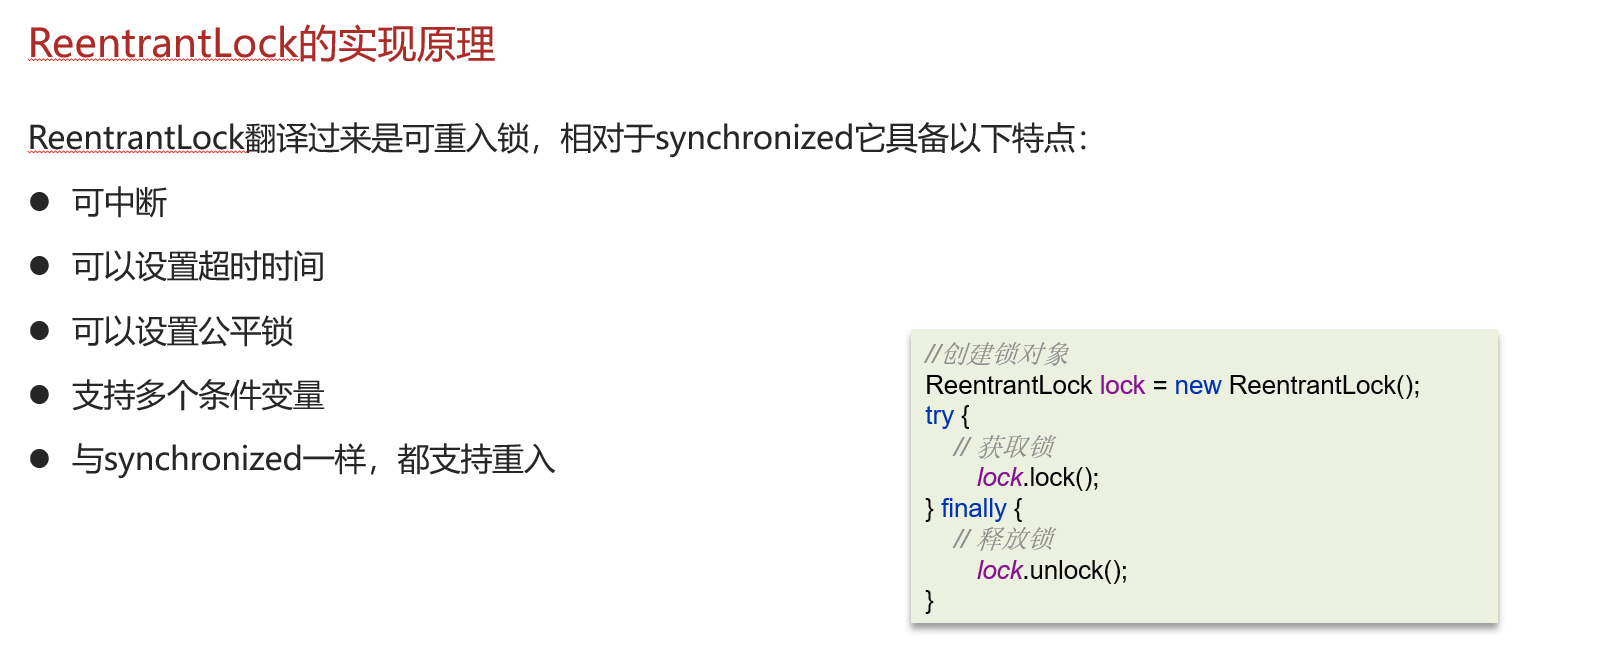 ReentrantLock的实现原理
ReentrantLock翻译过来是可重入锁，相对于synchronized它具备以下特点：
● 可中断
● 可以设置超时时间
● 可以设置公平锁
● 支持多个条件变量
● 与synchronized一样，都支持重入
//创建锁对象
ReentrantLock lock = new ReentrantLock();
try {
// 获取锁
lock.lock();
} finally {
// 释放锁
lock.unlock();
}